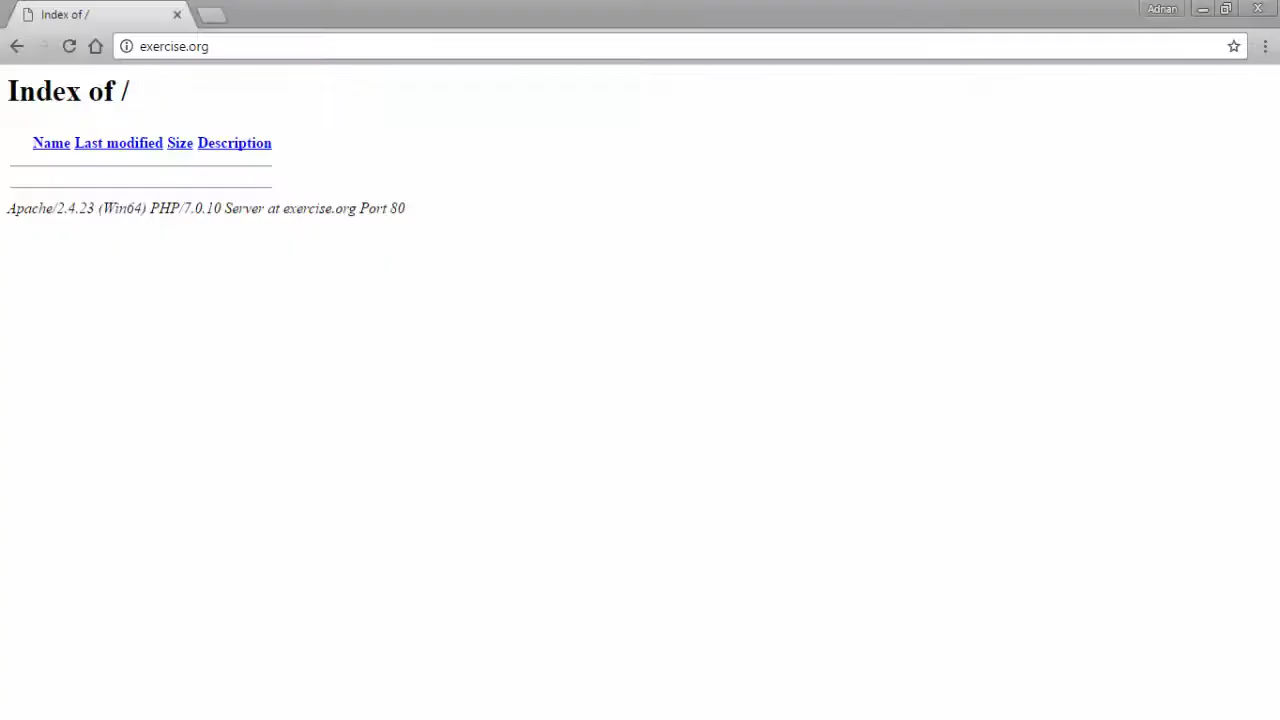 Index of /
Adnan
exercise.org
Index of /
Name Last modified Size Description
Apache/2.4.23 (Win64) PHP/7.0.10 Server at exercise.org Port 80